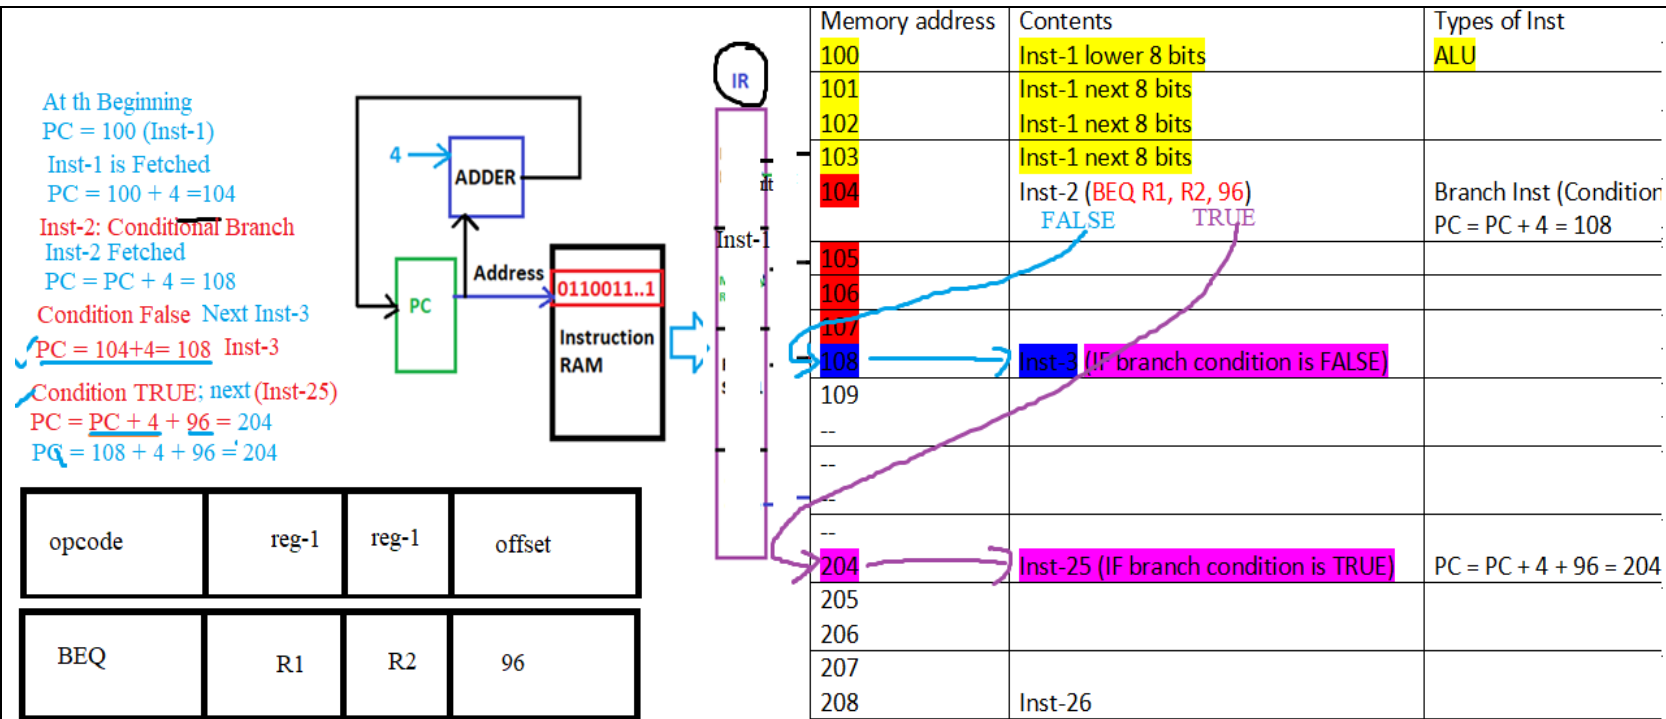 At th Beginning
PC = 100 (Inst-1)
Inst-1 is Fetched
PC = 100 + 4 =104
Inst-2: Conditional Branch
Inst-2 Fetched
PC = PC + 4 = 108
Condition False Next Inst-3
PC = 104+4= 108 Inst-3
Condition TRUE; next (Inst-25)
PC = PC + 4 + 96 = 204
PC = 108 + 4 + 96 = 204
4
ADDER
PC
Address
0110011..1
Instruction
RAM
IR
Inst-1
opcode reg-1 reg-1 offset
BEQ R1 R2 96
Memory address Contents Types of Inst
100 Inst-1 lower 8 bits ALU
101 Inst-1 next 8 bits
102 Inst-1 next 8 bits
103 Inst-1 next 8 bits
104 Inst-2 (BEQ R1, R2, 96) Branch Inst (Condition
FALSE TRUE PC = PC + 4 = 108
105
106
107
108 Inst-3 (IF branch condition is FALSE)
109
--
--
--
--
204 Inst-25 (IF branch condition is TRUE) PC = PC + 4 + 96 = 204
205
206
207
208 Inst-26